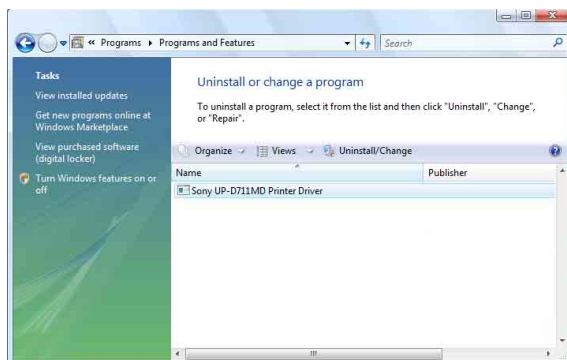 « Programs ▸ Programs and Features
Search
Tasks
View installed updates
Get new programs online at
Windows Marketplace
View purchased software
(digital locker)
Turn Windows features on or
off
Uninstall or change a program
To uninstall a program, select it from the list and then click "Uninstall", "Change",
or "Repair".
Organize Views Uninstall/Change
Name Publisher
Sony UP-D711MD Printer Driver